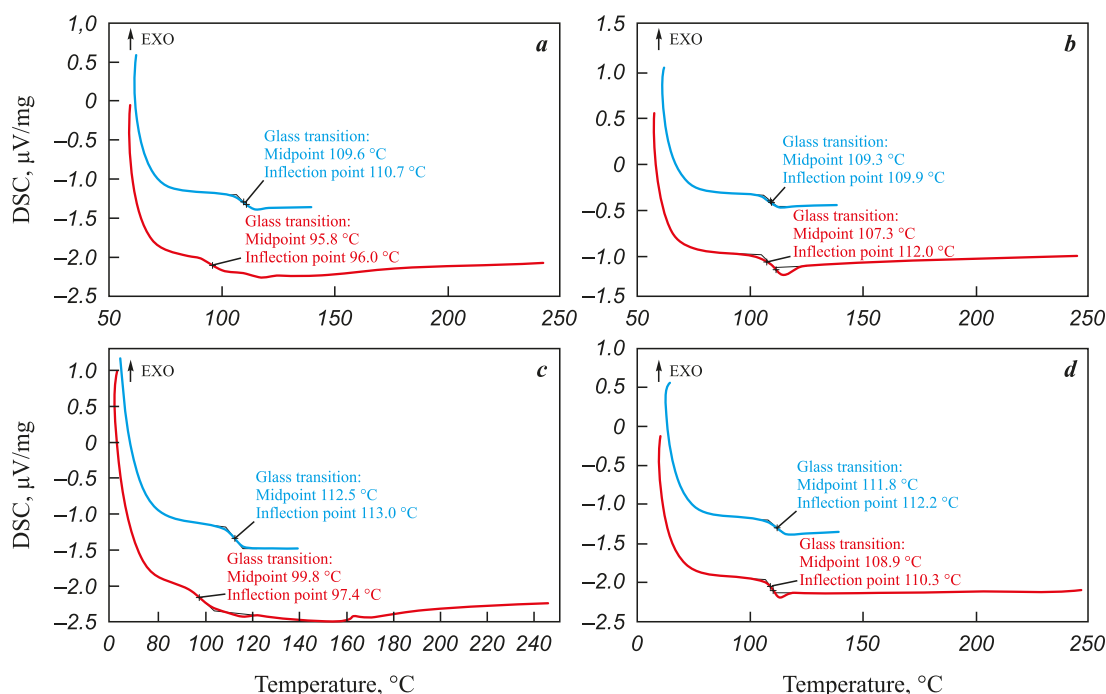 1,0
0.5
0
–0.5
–1.0
–1.5
–2.0
–2.5
DSC, µV/mg
EXO
a
Glass transition:
Midpoint 109.6 °C
Inflection point 110.7 °C
Glass transition:
Midpoint 95.8 °C
Inflection point 96.0 °C
50
100
150
200
250
1.5
1.0
0.5
0
–0.5
–1.0
–1.5
EXO
b
Glass transition:
Midpoint 109.3 °C
Inflection point 109.9 °C
Glass transition:
Midpoint 107.3 °C
Inflection point 112.0 °C
50
100
150
200
250
1.0
0.5
0
–0.5
–1.0
–1.5
–2.0
–2.5
DSC, µV/mg
EXO
c
Glass transition:
Midpoint 112.5 °C
Inflection point 113.0 °C
Glass transition:
Midpoint 99.8 °C
Inflection point 97.4 °C
0
80
100
120
140
160
180
200
220
240
Temperature, °C
1.0
0.5
0
–0.5
–1.0
–1.5
–2.0
–2.5
EXO
d
Glass transition:
Midpoint 111.8 °C
Inflection point 112.2 °C
Glass transition:
Midpoint 108.9 °C
Inflection point 110.3 °C
0
100
150
200
250
Temperature, °C